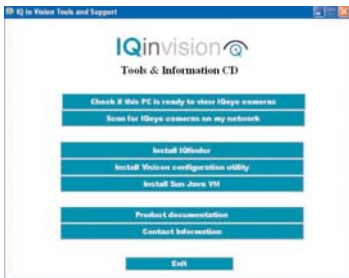 IQ in Vision Tools and Support
IQinvision
Tools & Information CD
Check if this PC is ready to view IQeye cameras
Scan for IQeye cameras on my network
Install IQfinder
Install Visicon configuration utility
Install Sun Java VM
Product documentation
Contact Information
Exit